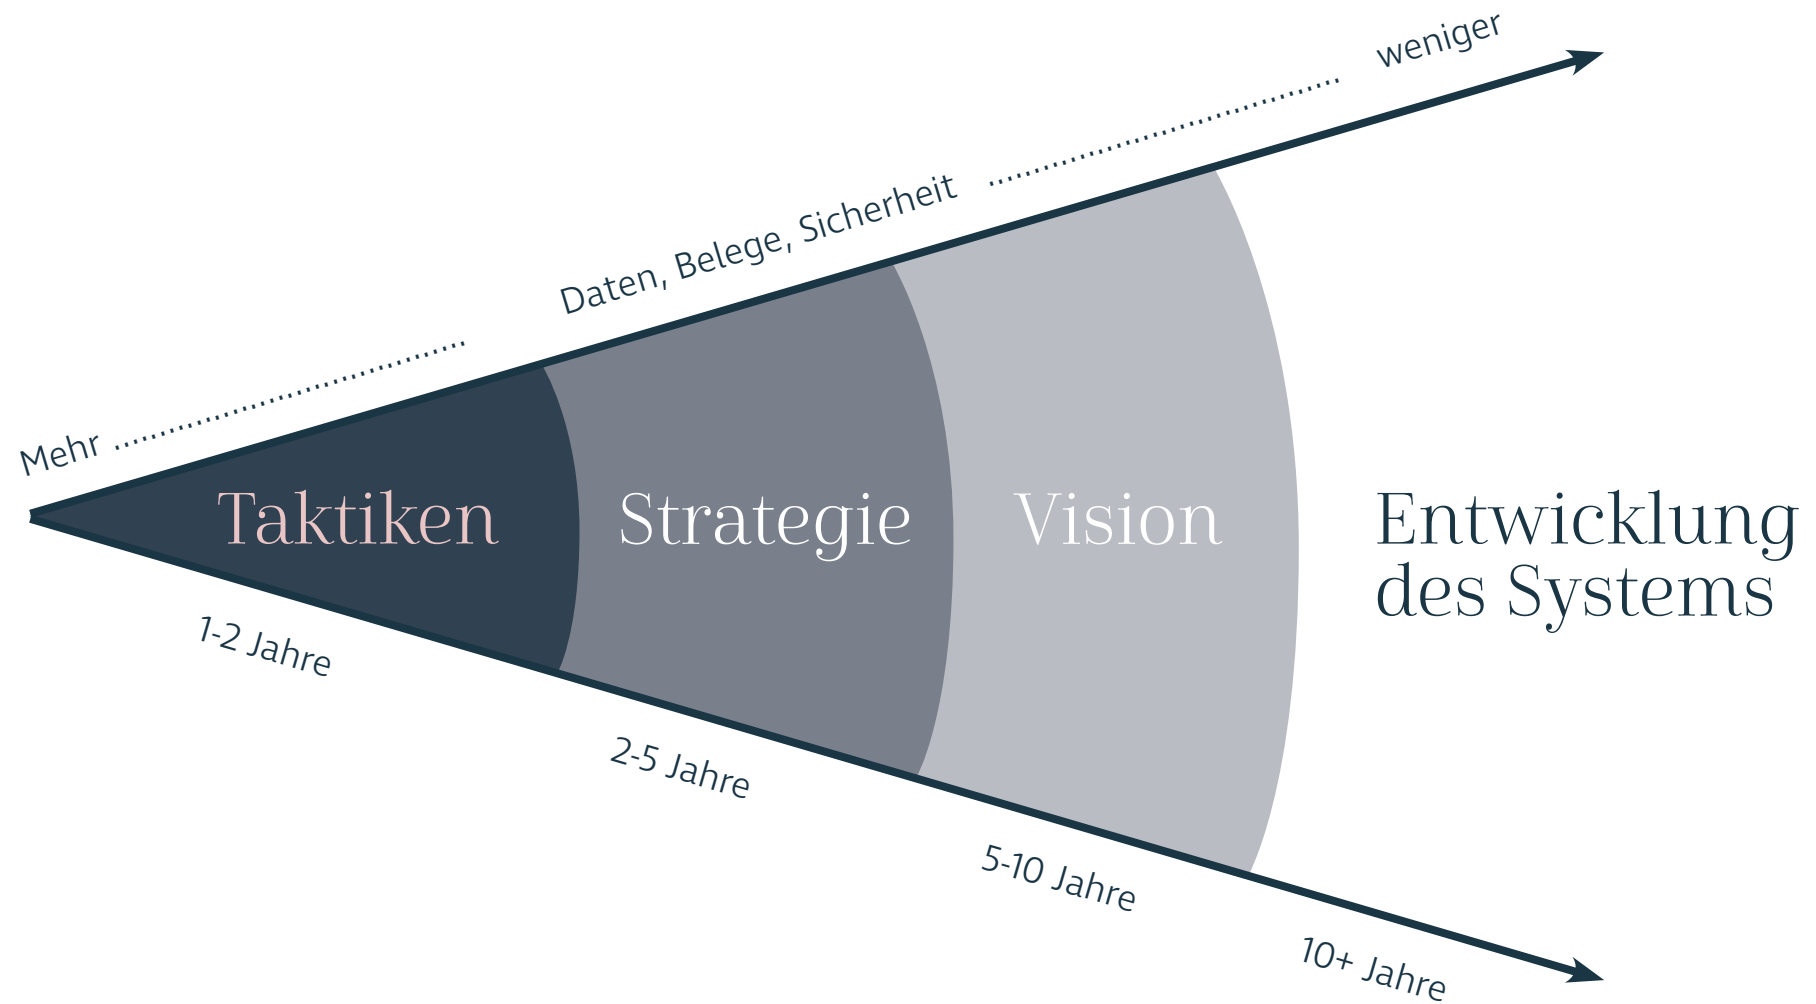 Mehr
Daten, Belege, Sicherheit
weniger
Taktiken
Strategie
Vision
Entwicklung
des Systems
1-2 Jahre
2-5 Jahre
5-10 Jahre
10+ Jahre